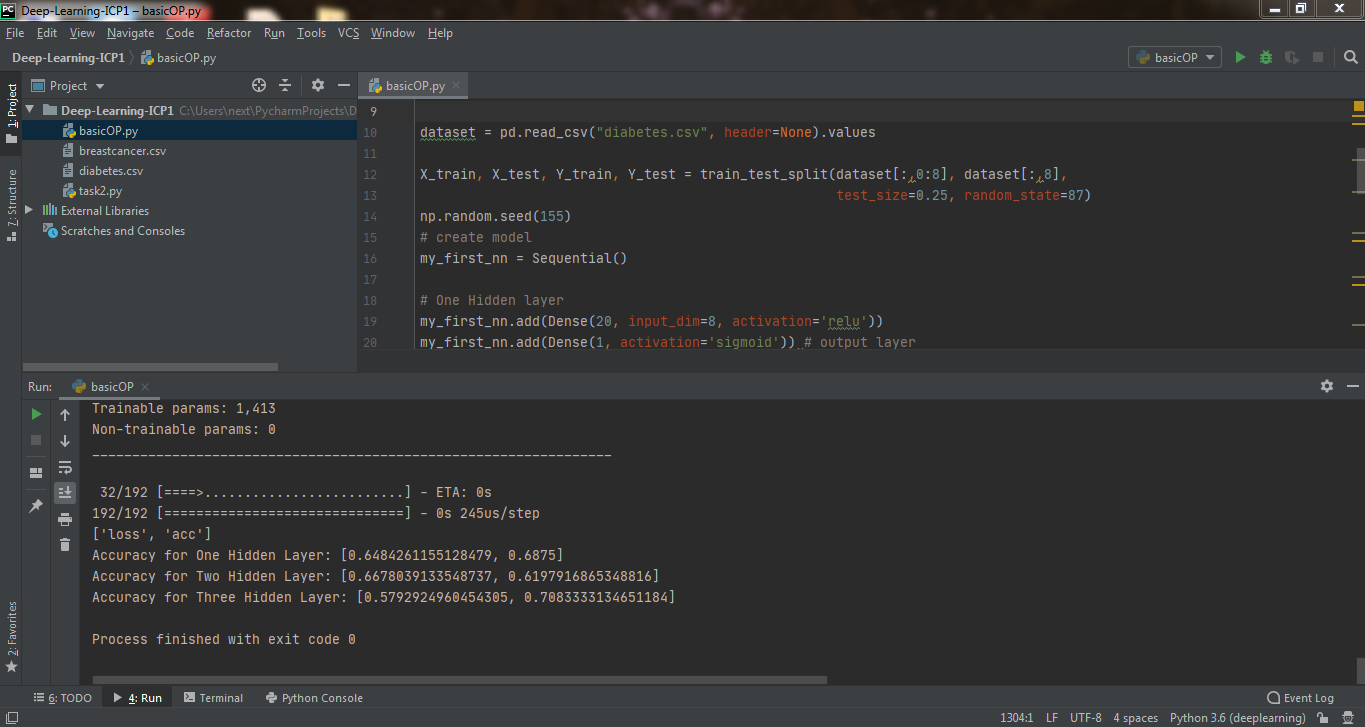 PC Deep-Learning-ICP1 – basicOP.py
File Edit View Navigate Code Refactor Run Tools VCS Window Help
Deep-Learning-ICP1 basicOP.py
basicOP
1: Project
7: Structure
2: Favorites
Project
Deep-Learning-ICP1 C:\Users\next\PycharmProjects\D
basicOP.py
breastcancer.csv
diabetes.csv
task2.py
External Libraries
Scratches and Consoles
basicOP.py
9
10 dataset = pd.read_csv("diabetes.csv", header=None).values
11
12 X_train, X_test, Y_train, Y_test = train_test_split(dataset[:,0:8], dataset[:,8],
13 test_size=0.25, random_state=87)
14 np.random.seed(155)
15 # create model
16 my_first_nn = Sequential()
17
18 # One Hidden layer
19 my_first_nn.add(Dense(20, input_dim=8, activation='relu'))
20 my_first_nn.add(Dense(1, activation='sigmoid')) # output layer
Run: basicOP
Trainable params: 1,413
Non-trainable params: 0
_________________________________________________________________
32/192 [====>.........................] - ETA: 0s
192/192 [==============================] - 0s 245us/step
['loss', 'acc']
Accuracy for One Hidden Layer: [0.6484261155128479, 0.6875]
Accuracy for Two Hidden Layer: [0.6678039133548737, 0.6197916865348816]
Accuracy for Three Hidden Layer: [0.5792924960454305, 0.7083333134651184]
Process finished with exit code 0
6: TODO 4: Run Terminal Python Console Event Log
1304:1 LF UTF-8 4 spaces Python 3.6 (deeplearning)